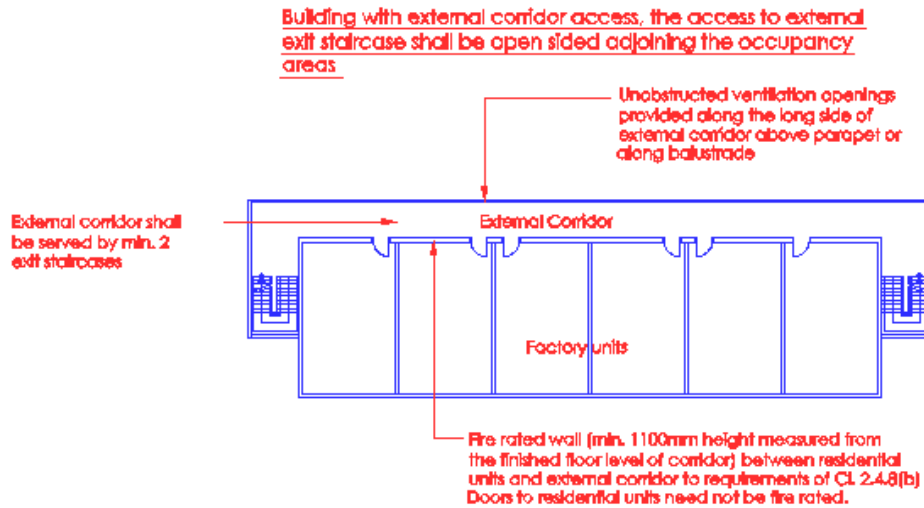 Building with external corridor access, the access to external
exit staircase shall be open sided adjoining the occupancy
areas
Unobstructed ventilation openings
provided along the long side of
external corridor above parapet or
along balustrade
External corridor shall
be served by min. 2
exit staircases
External Corridor
Factory units
Fire rated wall (min. 1100mm height measured from
the finished floor level of corridor) between residential
units and external corridor to requirements of CL 2.4.8(b)
Doors to residential units need not be fire rated.